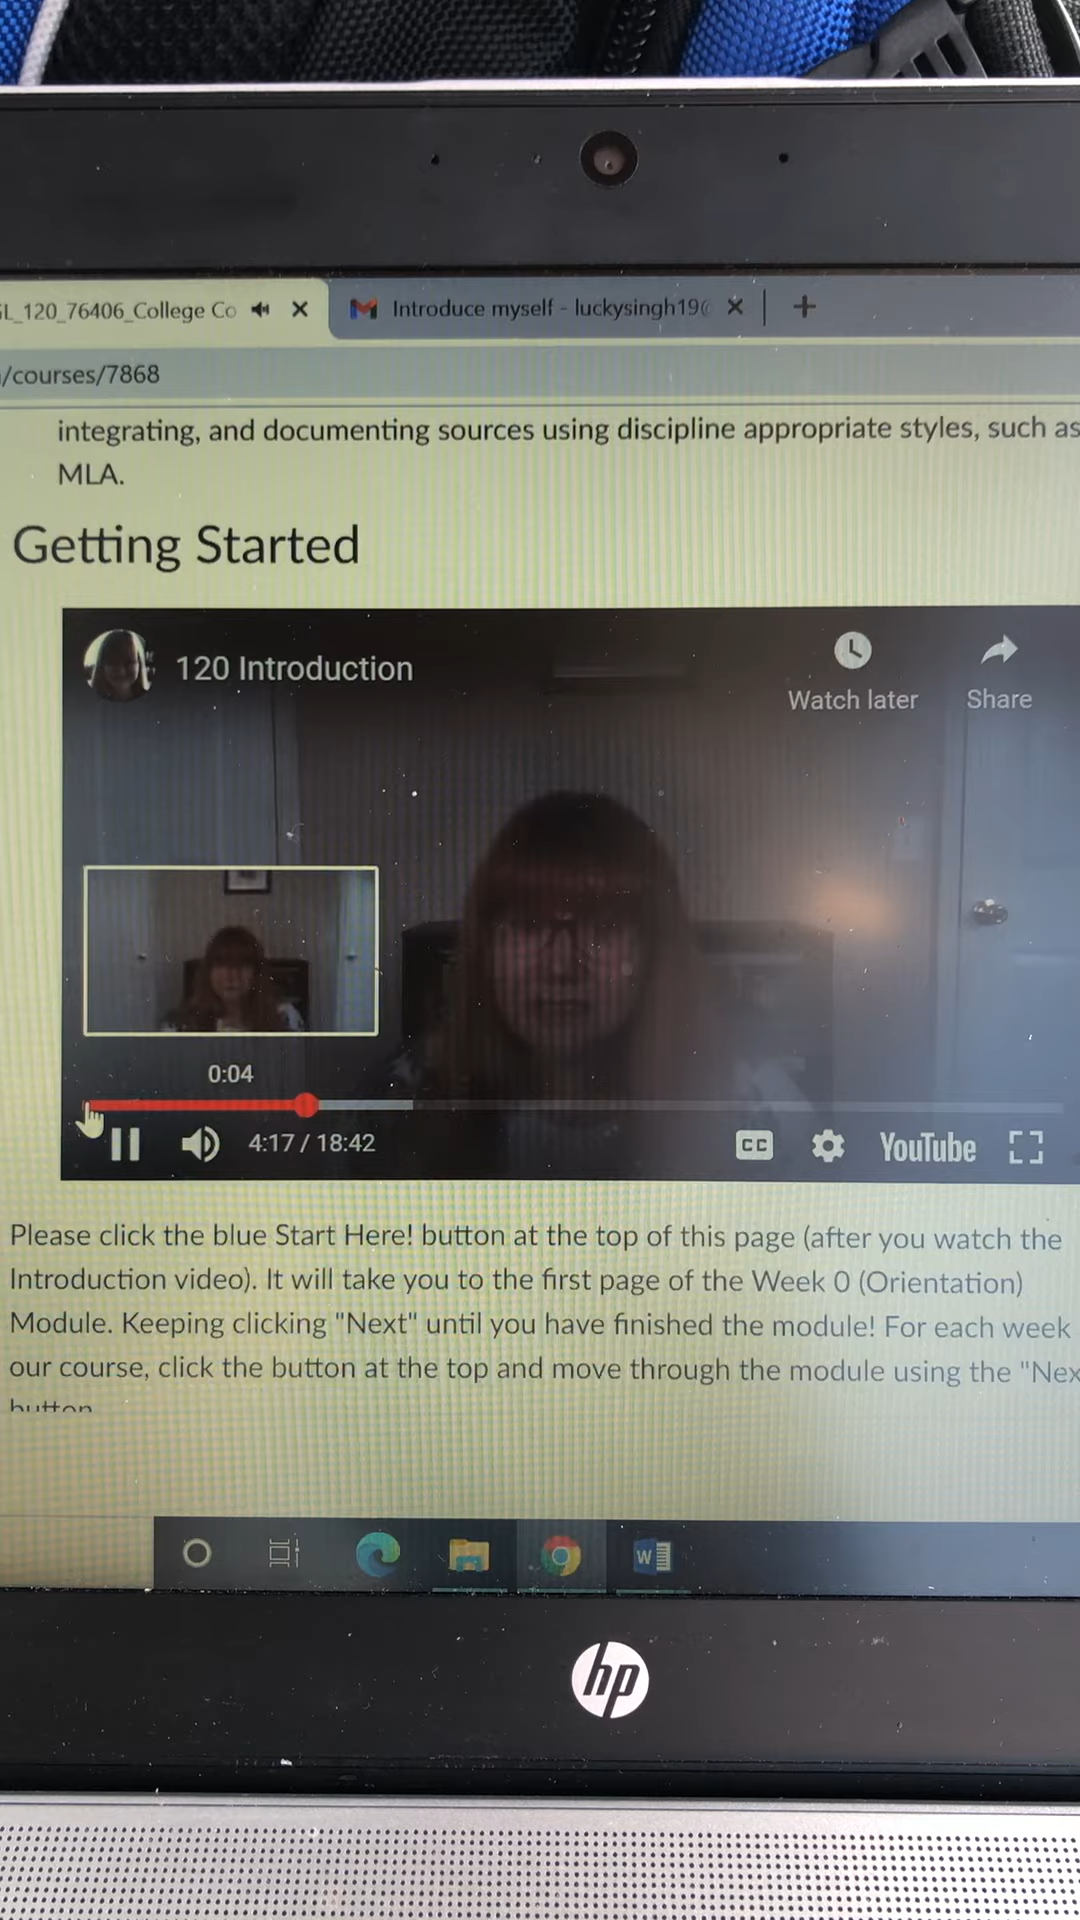 GL_120_76406_College Co
Introduce myself - luckysingh19@
/courses/7868
integrating, and documenting sources using discipline appropriate styles, such as
MLA.
Getting Started
120 Introduction
Watch later
Share
0:04
4:17 / 18:42
CC
YouTube
Please click the blue Start Here! button at the top of this page (after you watch the
Introduction video). It will take you to the first page of the Week 0 (Orientation)
Module. Keeping clicking "Next" until you have finished the module! For each week
our course, click the button at the top and move through the module using the "Nex
button
W
hp